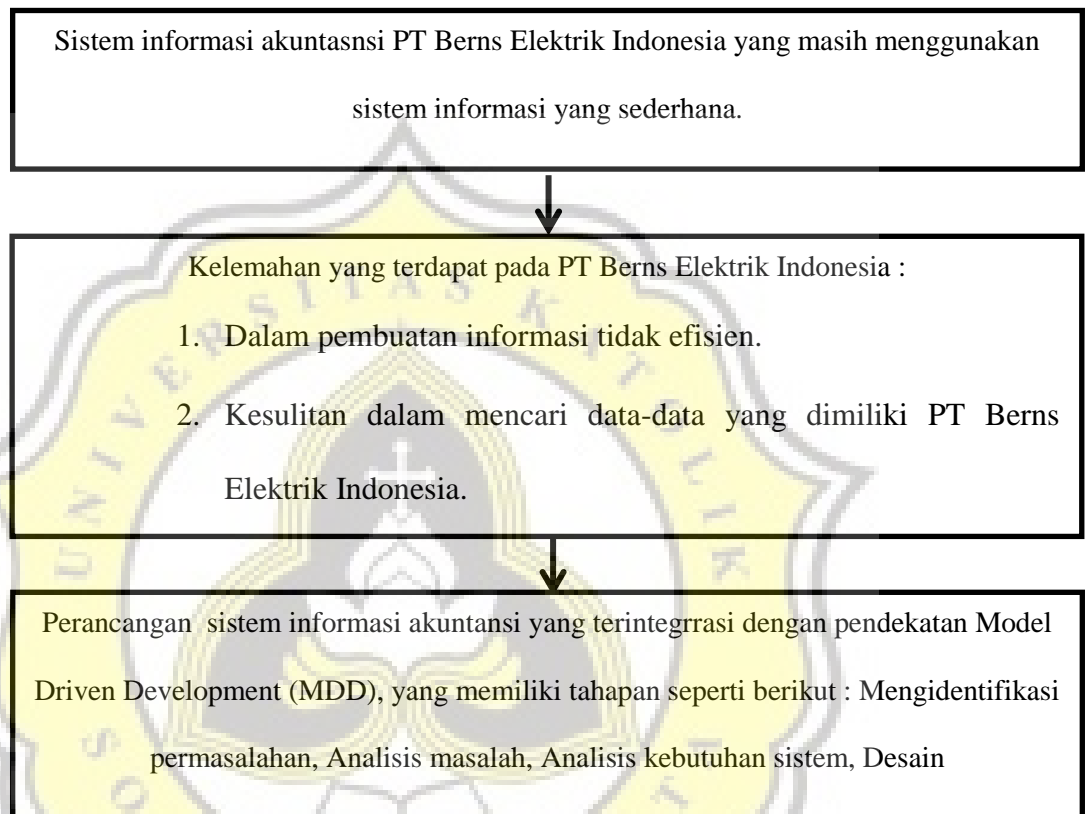 Sistem informasi akuntasnsi PT Berns Elektrik Indonesia yang masih menggunakan
sistem informasi yang sederhana.
Kelemahan yang terdapat pada PT Berns Elektrik Indonesia :
1. Dalam pembuatan informasi tidak efisien.
2. Kesulitan dalam mencari data-data yang dimiliki PT Berns
Elektrik Indonesia.
Perancangan sistem informasi akuntansi yang terintegrrasi dengan pendekatan Model
Driven Development (MDD), yang memiliki tahapan seperti berikut : Mengidentifikasi
permasalahan, Analisis masalah, Analisis kebutuhan sistem, Desain
UNIVERSITAS KATOLIK